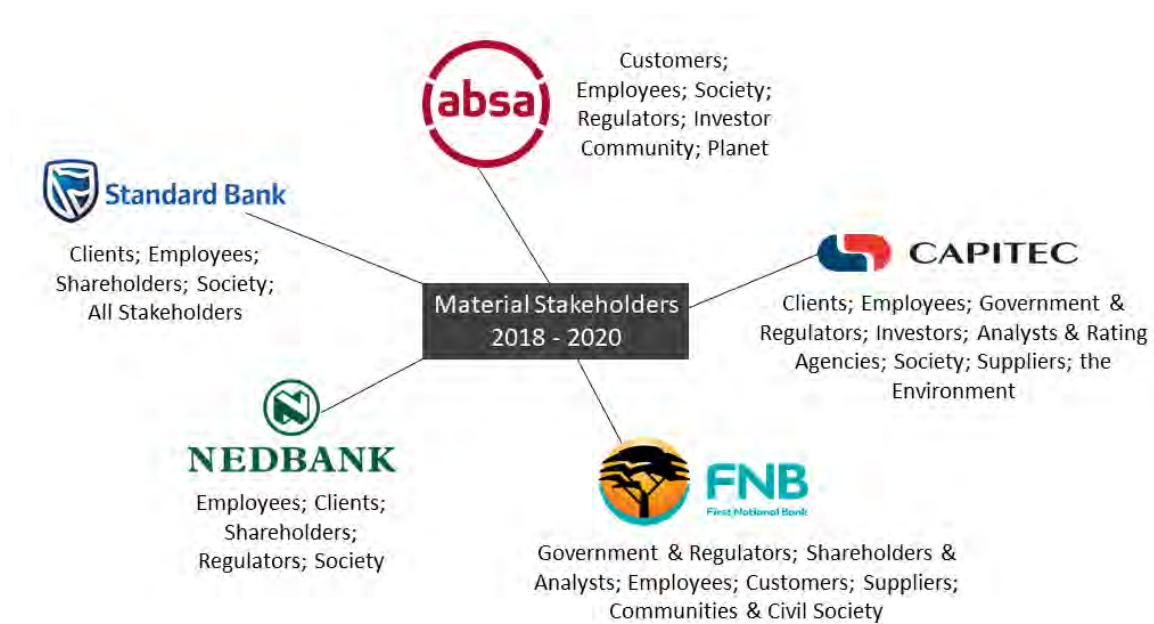 absa
Customers;
Employees; Society;
Regulators; Investor
Community; Planet
Standard Bank
Clients; Employees;
Shareholders; Society;
All Stakeholders
CAPITEC
Clients; Employees; Government &
Regulators; Investors; Analysts & Rating
Agencies; Society; Suppliers; the
Environment
Material Stakeholders
2018 - 2020
NEDBANK
Employees; Clients;
Shareholders;
Regulators; Society
FNB
First National Bank
Government & Regulators; Shareholders &
Analysts; Employees; Customers; Suppliers;
Communities & Civil Society